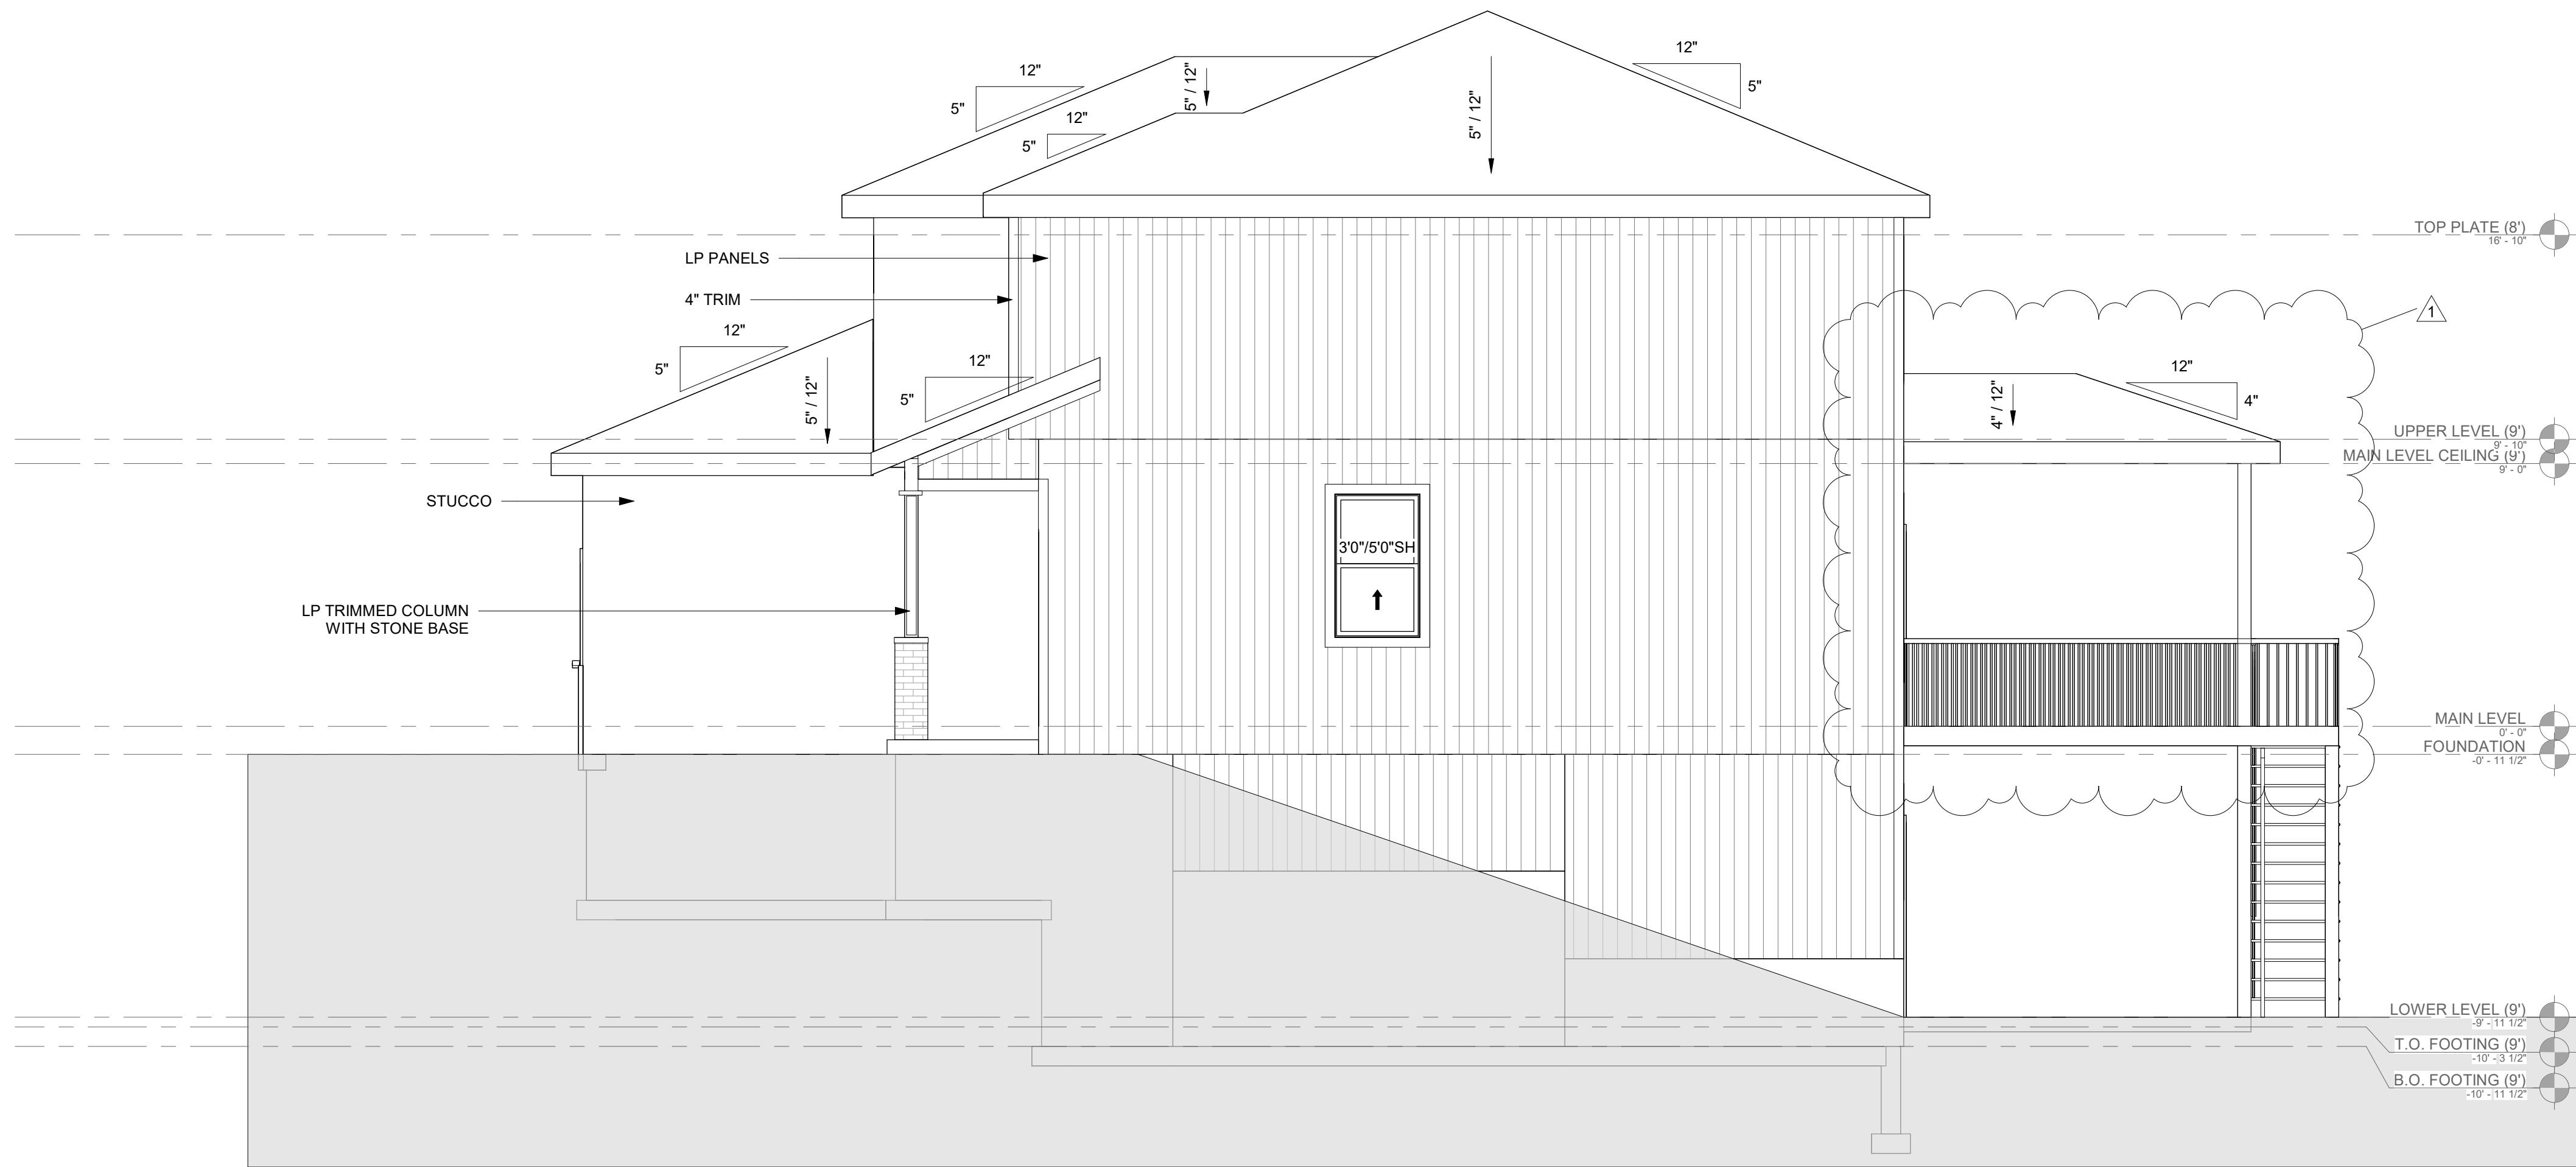 12"
12"
5"
5" / 12"
5"
12"
5"
5" / 12"
TOP PLATE (8')
16' - 10"
LP PANELS
4" TRIM
1
12"
5"
12"
5"
5" / 12"
12"
4"
4" / 12"
UPPER LEVEL (9')
9' - 10"
MAIN LEVEL CEILING (9')
9' - 0"
STUCCO
3'0"/5'0"SH
LP TRIMMED COLUMN
WITH STONE BASE
MAIN LEVEL
0' - 0"
FOUNDATION
-0' - 11 1/2"
LOWER LEVEL (9')
-9' - 11 1/2"
T.O. FOOTING (9')
-10' - 3 1/2"
B.O. FOOTING (9')
-10' - 11 1/2"